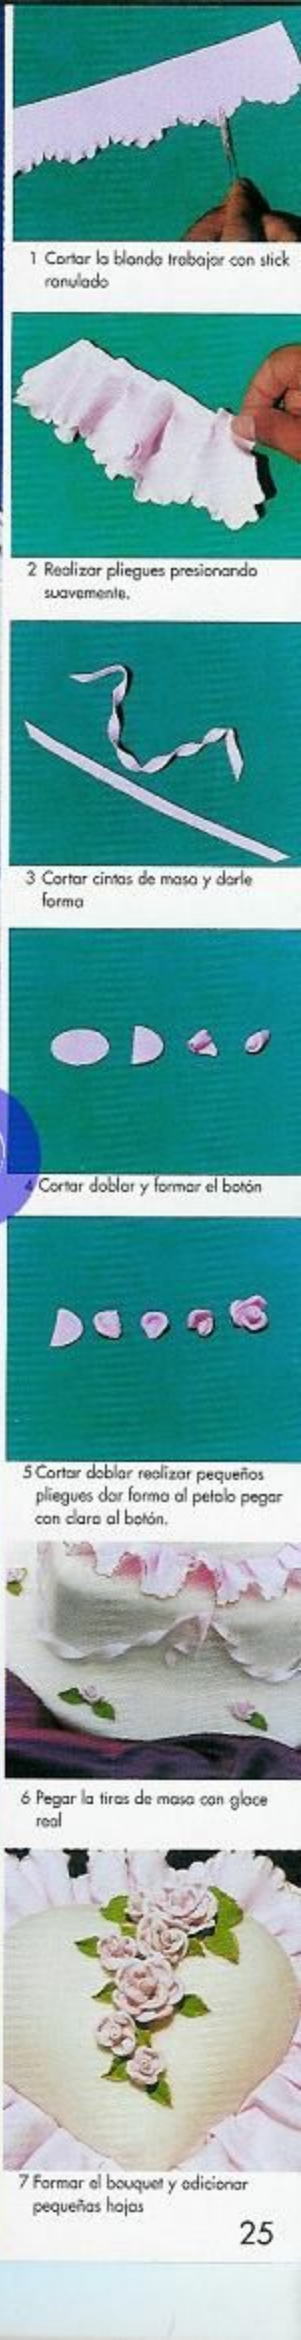 1 Cortar la blonda trabajar con stick
ranulado
2 Realizar pliegues presionando
suavemente.
3 Cortar cintas de masa y darle
forma
4 Cortar doblar y formar el botón
5 Cortar doblar realizar pequeños
pliegues dar forma al petalo pegar
con clara al botón.
6 Pegar la tiras de masa con glace
real
7 Formar el bouquet y adicionar
pequeñas hojas
25